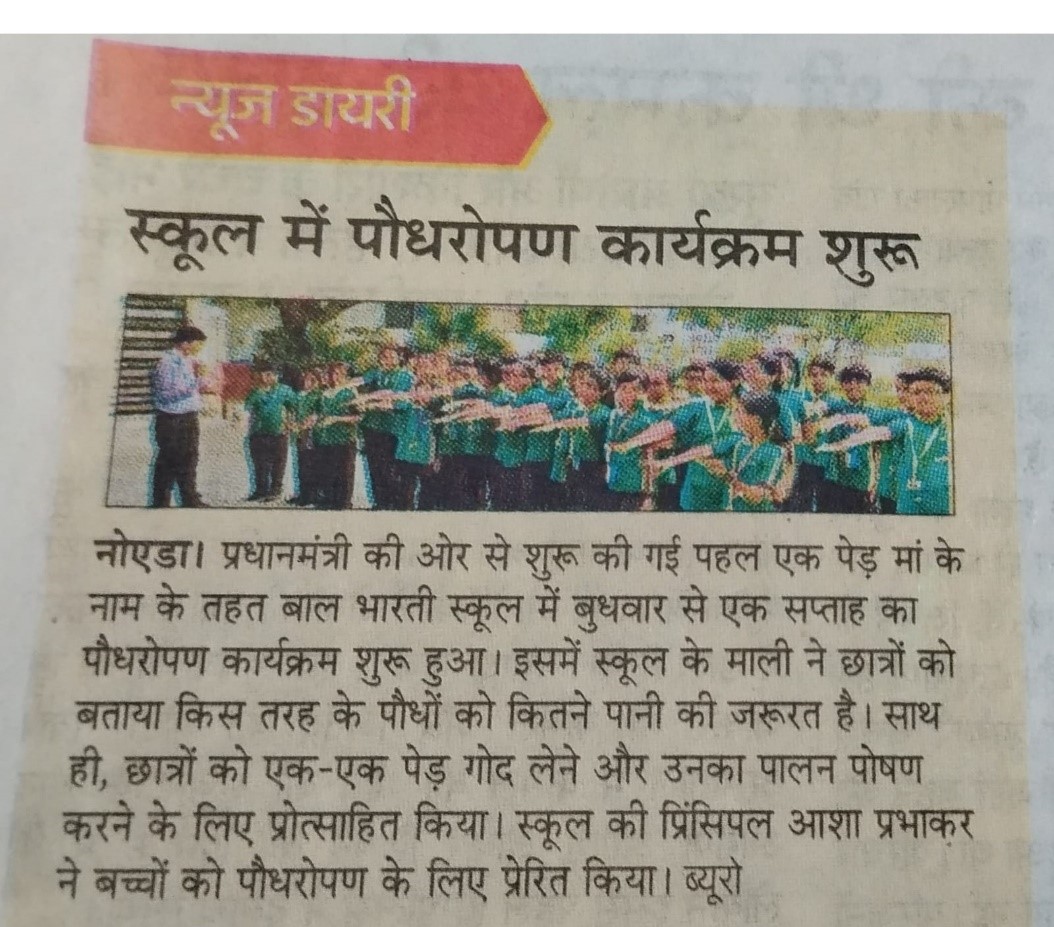 न्यूज डायरी
स्कूल में पौधरोपण कार्यक्रम शुरू
नोएडा। प्रधानमंत्री की ओर से शुरू की गई पहल एक पेड़ मां के
नाम के तहत बाल भारती स्कूल में बुधवार से एक सप्ताह का
पौधरोपण कार्यक्रम शुरू हुआ। इसमें स्कूल के माली ने छात्रों को
बताया किस तरह के पौधों को कितने पानी की जरूरत है। साथ
ही, छात्रों को एक-एक पेड़ गोद लेने और उनका पालन पोषण
करने के लिए प्रोत्साहित किया। स्कूल की प्रिंसिपल आशा प्रभाकर
ने बच्चों को पौधरोपण के लिए प्रेरित किया। ब्यूरो